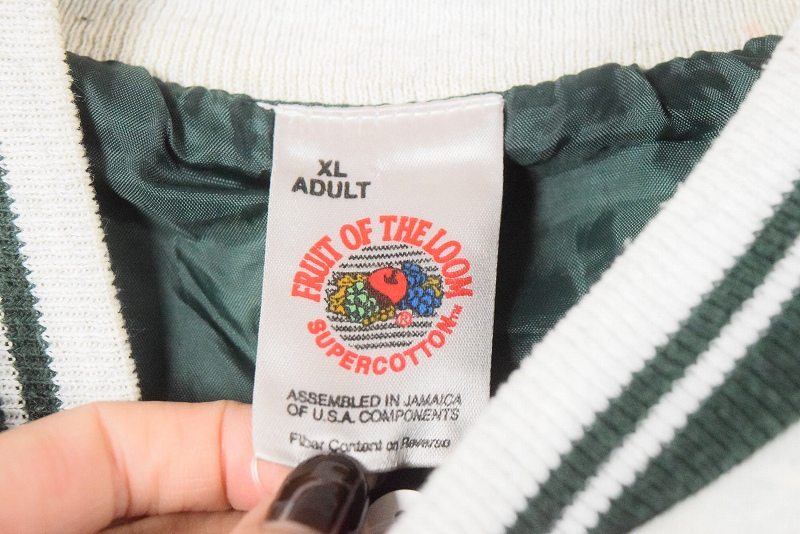 XL
ADULT
FRUIT OF THE LOOM
®
SUPERCOTTON™
ASSEMBLED IN JAMAICA
OF U.S.A. COMPONENTS
Fiber Content on Reverse